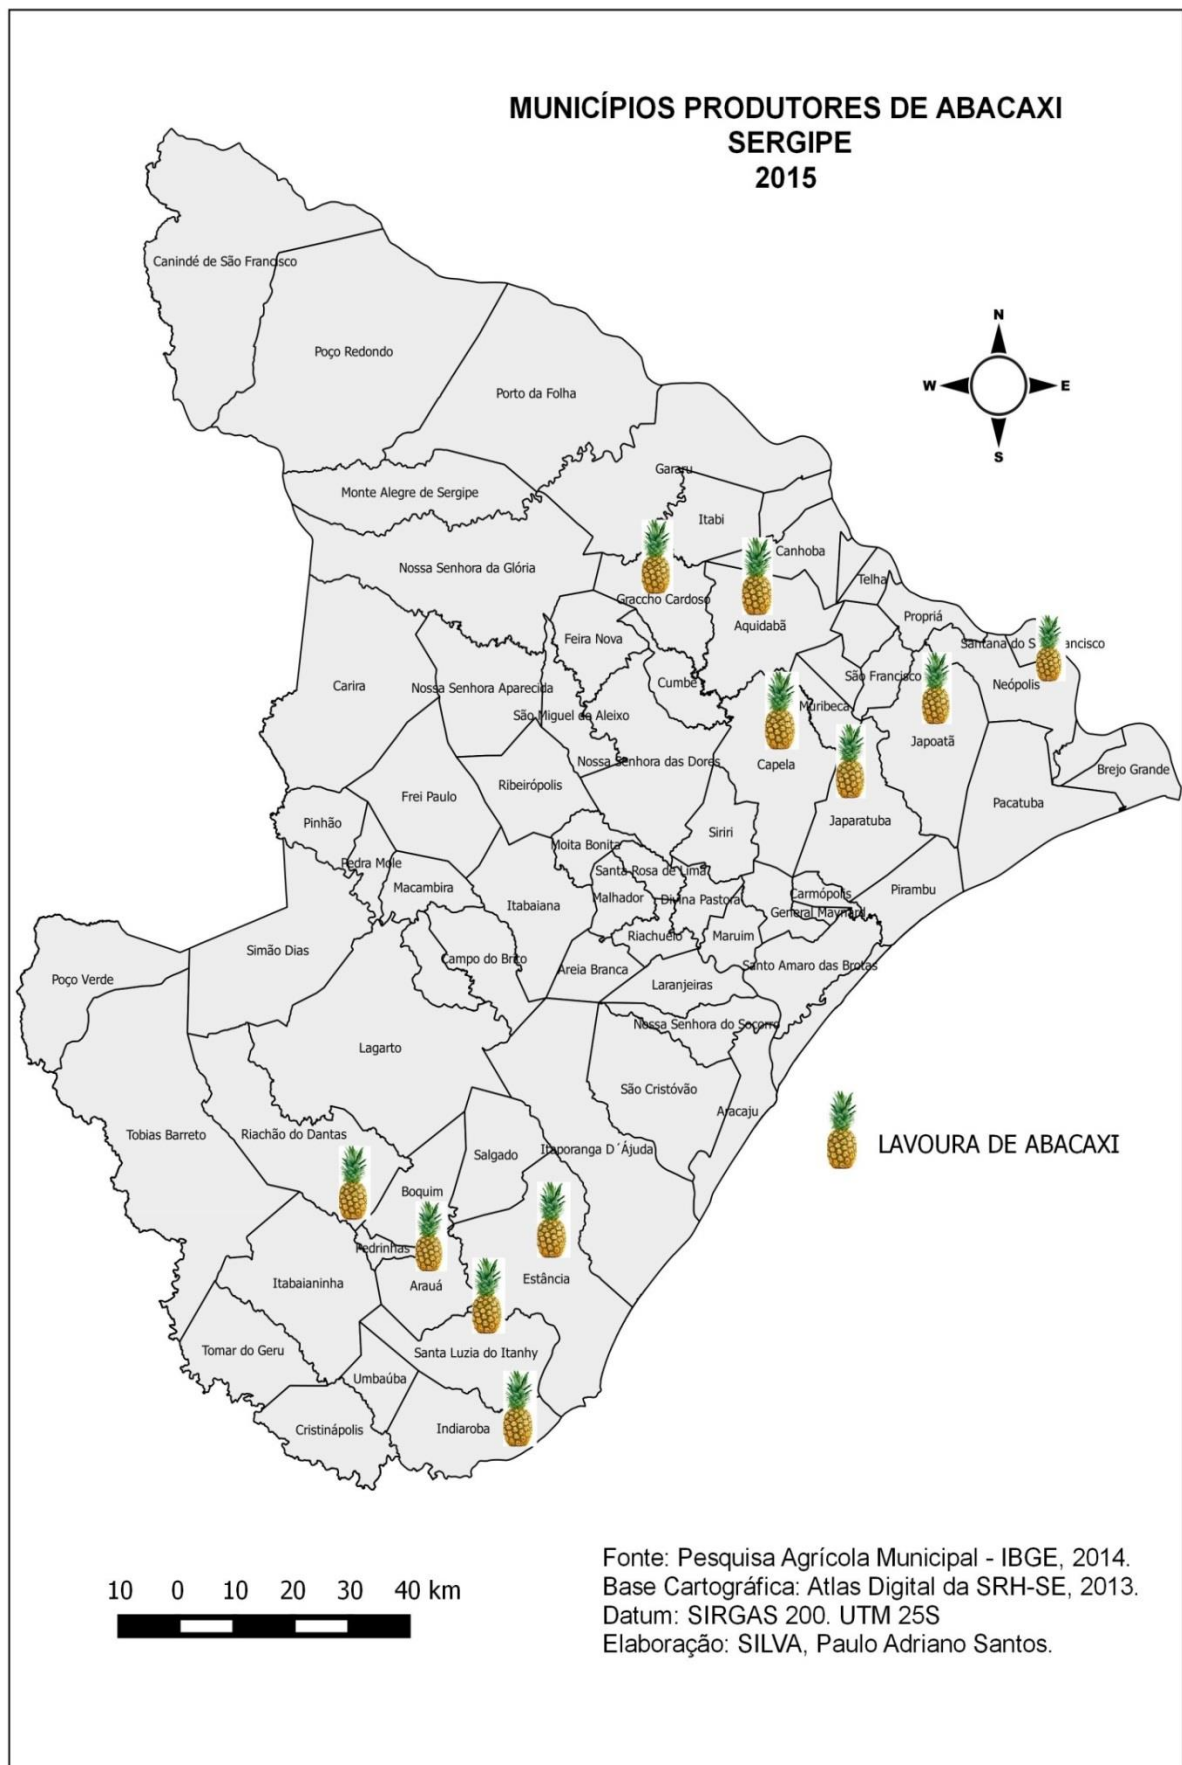 MUNICÍPIOS PRODUTORES DE ABACAXI
SERGIPE
2015
Canindé de São Francisco
N
Poço Redondo
W
E
Porto da Folha
S
Gararu
Monte Alegre de Sergipe
Itabi
Canhoba
Nossa Senhora da Glória
Telha
Graccho Cardoso
Propriá
Aquidabã
Feira Nova
Santana do S ancisco
São Francisco
Cumbe
Carira
Nossa Senhora Aparecida
Neópolis
Muribeca
São Miguel do Aleixo
Japoatã
Nossa Senhora das Dores
Capela
Brejo Grande
Ribeirópolis
Frei Paulo
Pacatuba
Pinhão
Japaratuba
Siriri
Moita Bonita
Pedra Mole
Santa Rosa de Lima
Macambira
Pirambu
Carmópolis
Malhador
Divina Pastora
Itabaiana
General Maynard
Riachuelo
Maruim
Simão Dias
Campo do Brito
Santo Amaro das Brotas
Areia Branca
Poço Verde
Laranjeiras
Nossa Senhora do Socorro
Lagarto
São Cristóvão
Aracaju
Tobias Barreto
Riachão do Dantas
LAVOURA DE ABACAXI
Itaporanga D´Ájuda
Salgado
Boquim
Pedrinhas
Itabaianinha
Arauá
Estância
Tomar do Geru
Santa Luzia do Itanhy
Umbaúba
Cristinápolis
Indiaroba
Fonte: Pesquisa Agrícola Municipal - IBGE, 2014.
Base Cartográfica: Atlas Digital da SRH-SE, 2013.
Datum: SIRGAS 200. UTM 25S
Elaboração: SILVA, Paulo Adriano Santos.
10 0 10 20 30 40 km